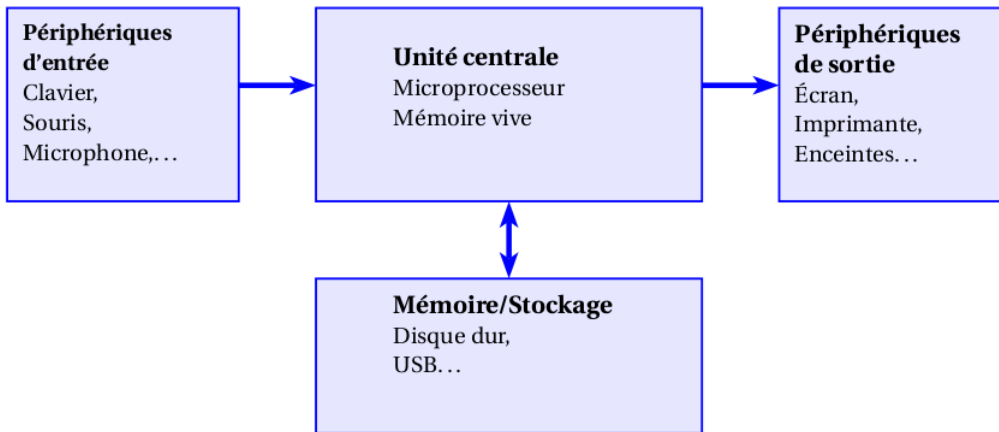 Périphériques
d'entrée
Clavier,
Souris,
Microphone,...
Unité centrale
Microprocesseur
Mémoire vive
Périphériques
de sortie
Écran,
Imprimante,
Enceintes...
Mémoire/Stockage
Disque dur,
USB...